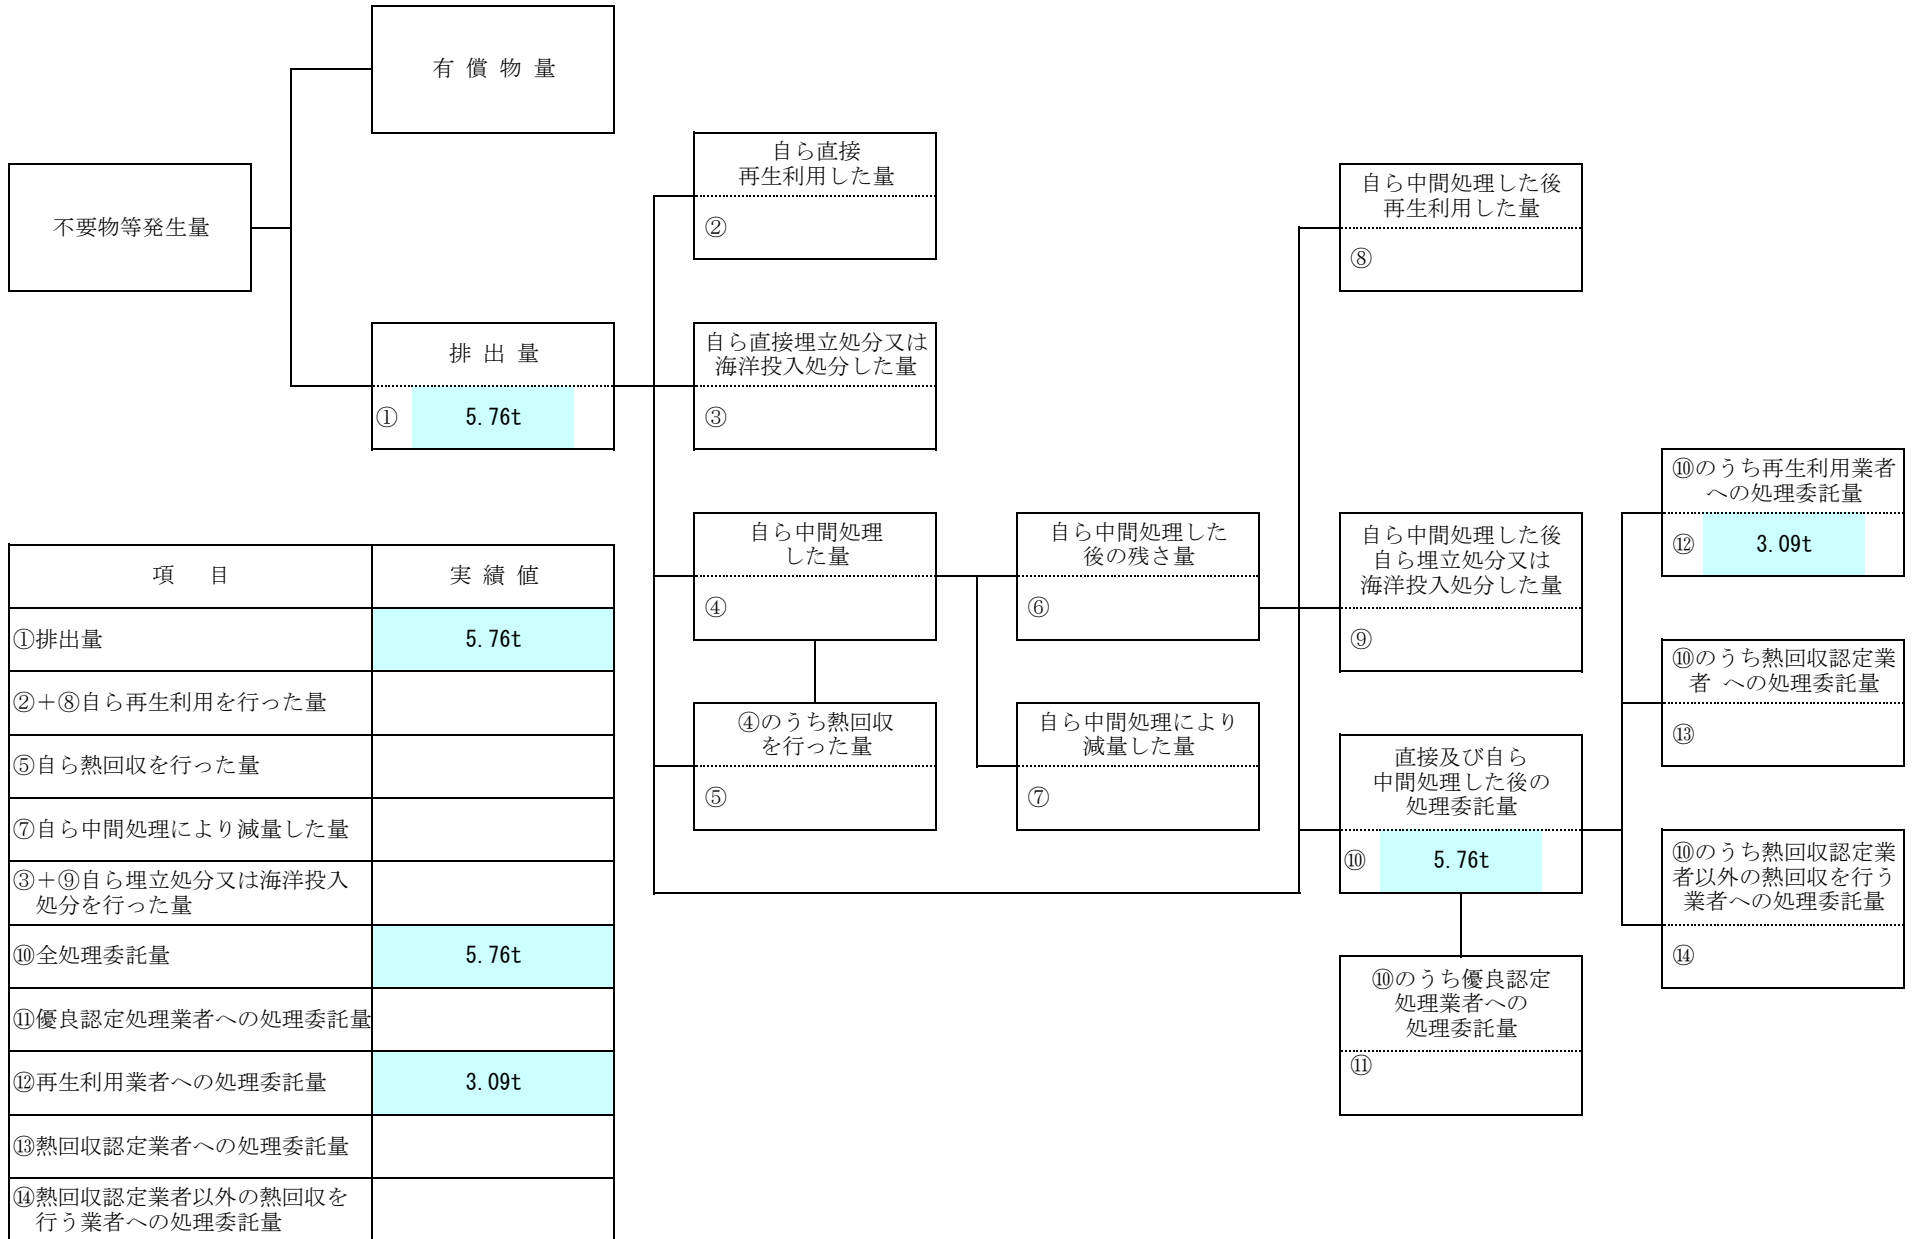 有 償 物 量
不要物等発生量
排 出 量
① 5.76t
自ら直接
再生利用した量
②
自ら直接埋立処分又は
海洋投入処分した量
③
自ら中間処理
した量
④
④のうち熱回収
を行った量
⑤
自ら中間処理した
後の残さ量
⑥
自ら中間処理により
減量した量
⑦
自ら中間処理した後
再生利用した量
⑧
自ら中間処理した後
自ら埋立処分又は
海洋投入処分した量
⑨
直接及び自ら
中間処理した後の
処理委託量
⑩ 5.76t
⑩のうち優良認定
処理業者への
処理委託量
⑪
⑩のうち再生利用業者
への処理委託量
⑫ 3.09t
⑩のうち熱回収認定業
者 への処理委託量
⑬
⑩のうち熱回収認定業
者以外の熱回収を行う
業者への処理委託量
⑭
項 目 実 績 値
①排出量 5.76t
②＋⑧自ら再生利用を行った量
⑤自ら熱回収を行った量
⑦自ら中間処理により減量した量
③＋⑨自ら埋立処分又は海洋投入
処分を行った量
⑩全処理委託量 5.76t
⑪優良認定処理業者への処理委託量
⑫再生利用業者への処理委託量 3.09t
⑬熱回収認定業者への処理委託量
⑭熱回収認定業者以外の熱回収を
行う業者への処理委託量